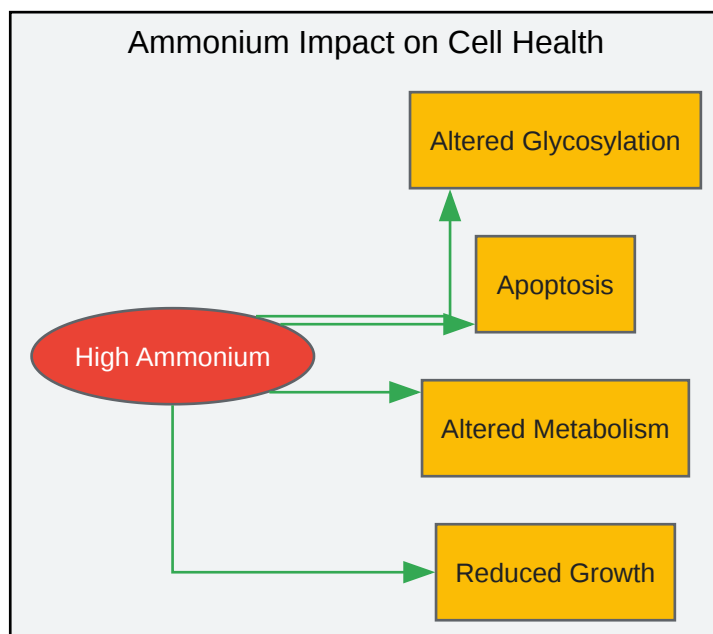 Ammonium Impact on Cell Health
Altered Glycosylation
Apoptosis
High Ammonium
Altered Metabolism
Reduced Growth